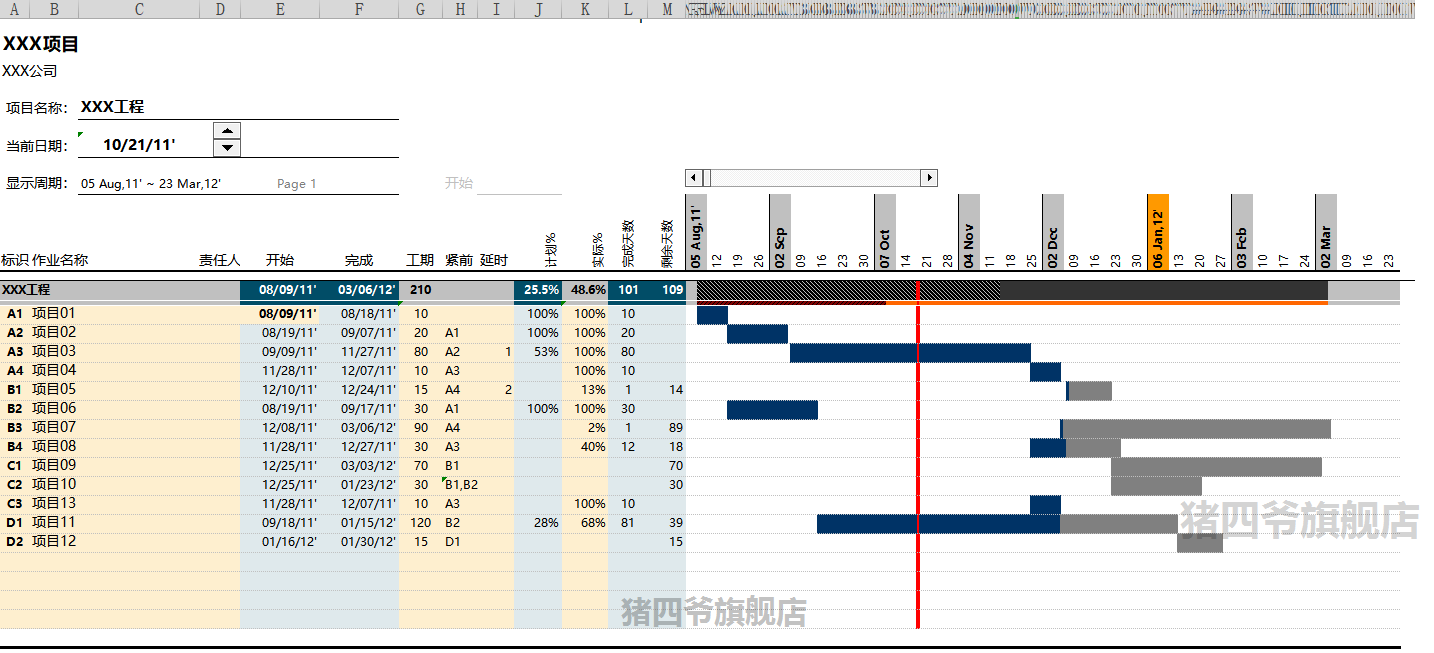 A B C D E F G H I J K L M
XXX项目
XXX公司
项目名称: XXX工程
当前日期: 10/21/11'
显示周期: 05 Aug,11' ~ 23 Mar,12' Page 1 开始
标识 作业名称 责任人 开始 完成 工期 紧前 延时 计划% 实际% 完成天数 剩余天数 05 Aug,11' 12 19 26 02 Sep 09 16 23 30 07 Oct 14 21 28 04 Nov 11 18 25 02 Dec 09 16 23 30 06 Jan,12' 13 20 27 03 Feb 10 17 24 02 Mar 09 16 23
XXX工程 08/09/11' 03/06/12' 210 25.5% 48.6% 101 109
A1 项目01 08/09/11' 08/18/11' 10 100% 100% 10
A2 项目02 08/19/11' 09/07/11' 20 A1 100% 100% 20
A3 项目03 09/09/11' 11/27/11' 80 A2 1 53% 100% 80
A4 项目04 11/28/11' 12/07/11' 10 A3 100% 10
B1 项目05 12/10/11' 12/24/11' 15 A4 2 13% 1 14
B2 项目06 08/19/11' 09/17/11' 30 A1 100% 100% 30
B3 项目07 12/08/11' 03/06/12' 90 A4 2% 1 89
B4 项目08 11/28/11' 12/27/11' 30 A3 40% 12 18
C1 项目09 12/25/11' 03/03/12' 70 B1 70
C2 项目10 12/25/11' 01/23/12' 30 B1,B2 30
C3 项目13 11/28/11' 12/07/11' 10 A3 100% 10
D1 项目11 09/18/11' 01/15/12' 120 B2 28% 68% 81 39
D2 项目12 01/16/12' 01/30/12' 15 D1 15
猪四爷旗舰店
猪四爷旗舰店